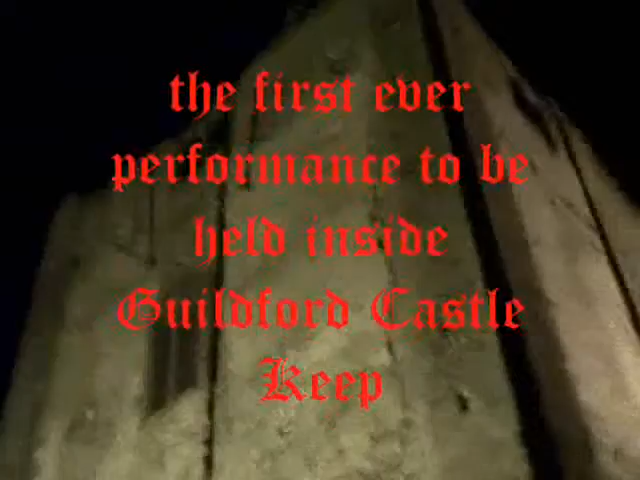 the first ever
performance to be
held inside
Guildford Castle
Keep